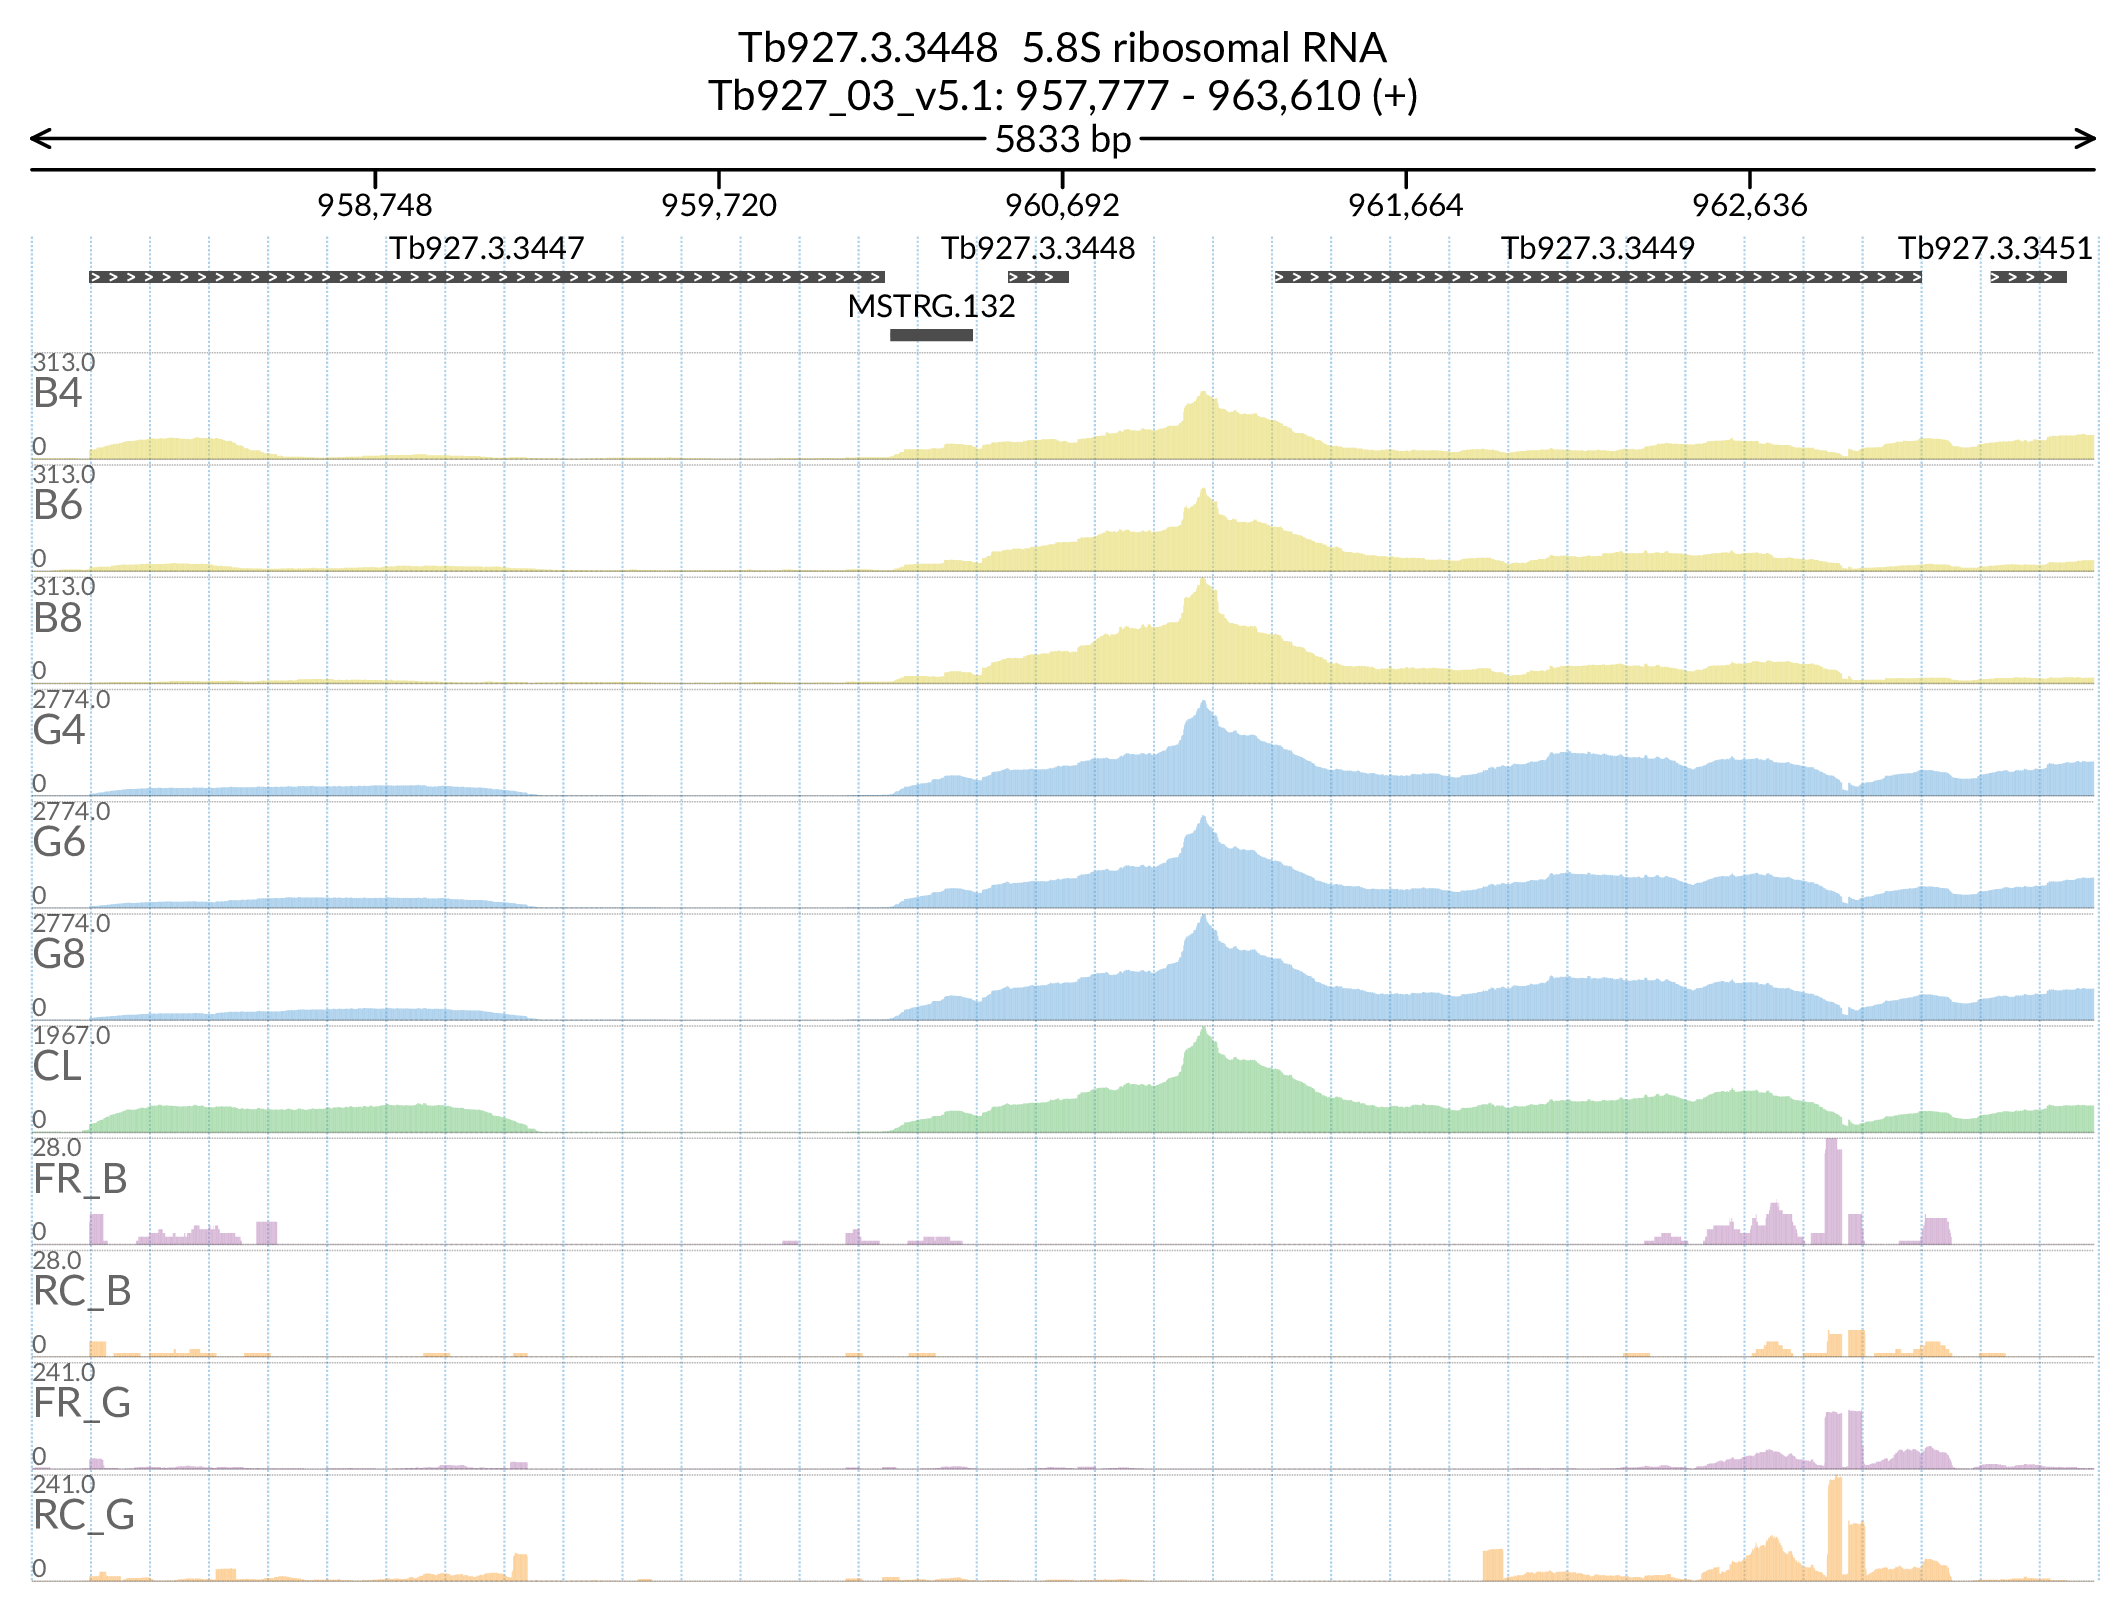 Tb927.3.3448  5.8S ribosomal RNA
Tb927_03_v5.1: 957,777 - 963,610 (+)
5833 bp
958,748 959,720 960,692 961,664 962,636
Tb927.3.3447 Tb927.3.3448 Tb927.3.3449 Tb927.3.3451
MSTRG.132
313.0
B4
0
313.0
B6
0
313.0
B8
0
2774.0
G4
0
2774.0
G6
0
2774.0
G8
0
1967.0
CL
0
28.0
FR_B
0
28.0
RC_B
0
241.0
FR_G
0
241.0
RC_G
0